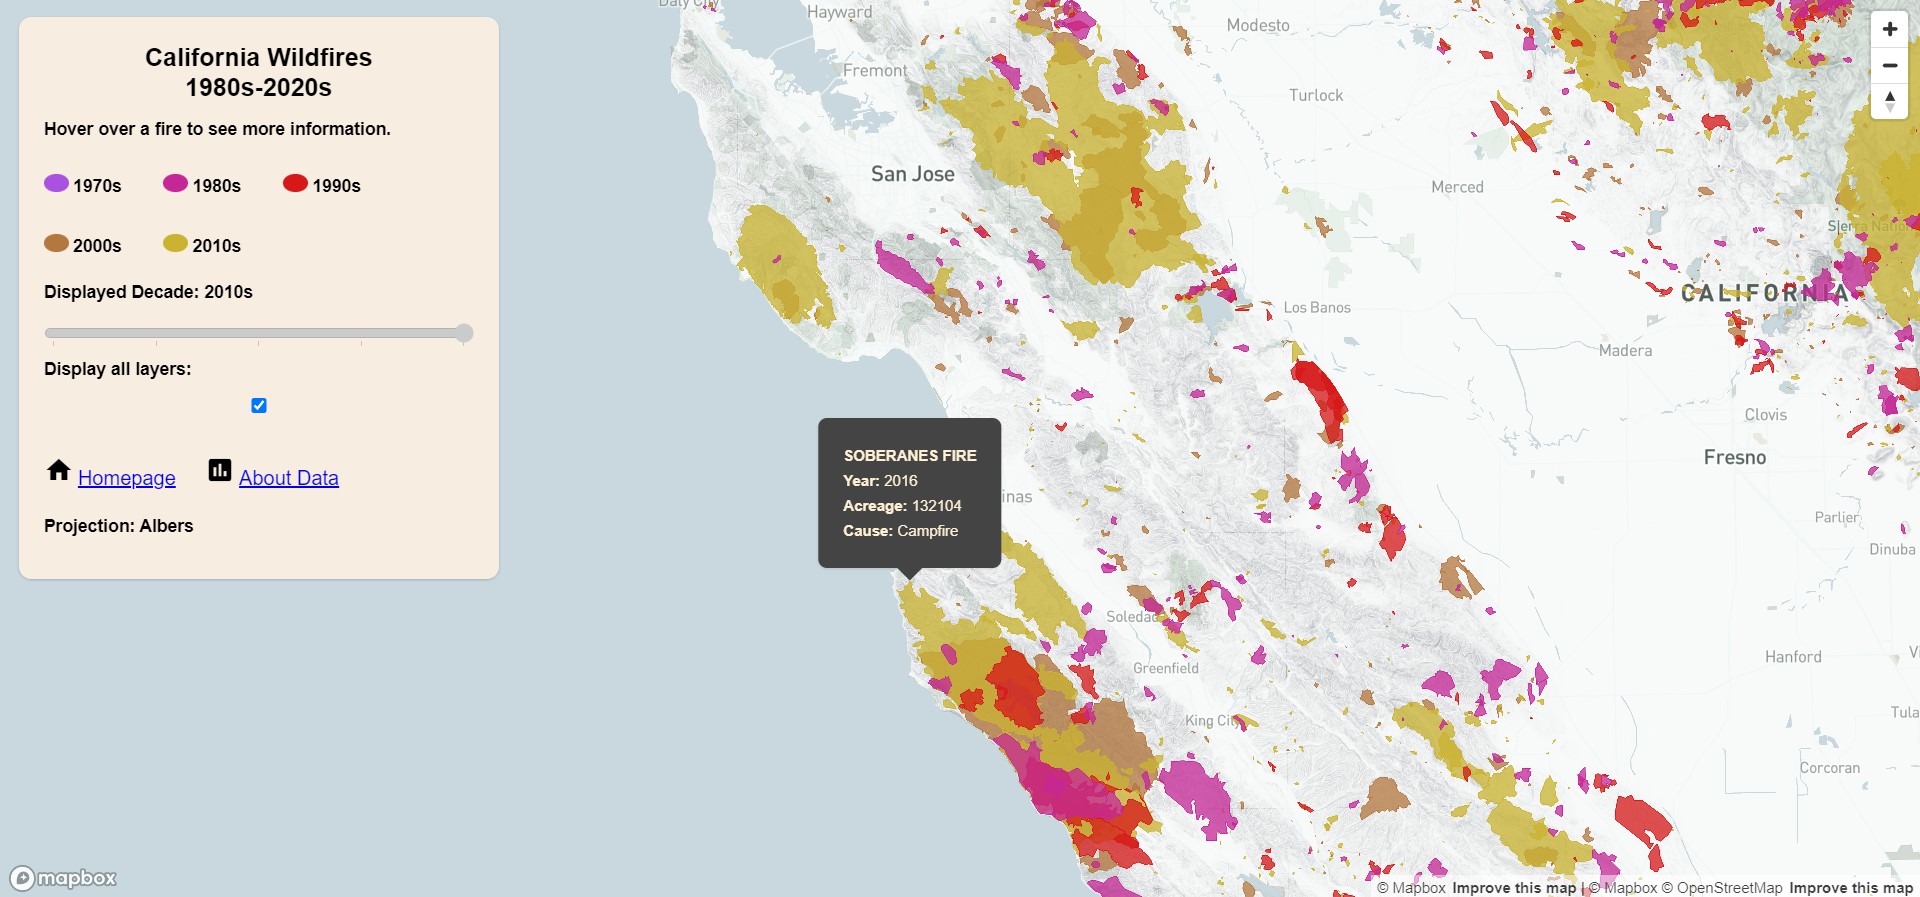 California Wildfires
1980s-2020s
Hover over a fire to see more information.
1970s
1980s
1990s
2000s
2010s
Displayed Decade: 2010s
Display all layers:
Homepage
About Data
Projection: Albers
Daly City
Hayward
Modesto
Fremont
Turlock
San Jose
Merced
Sierra Nation
CALIFORNIA
Los Banos
Madera
Clovis
Fresno
SOBERANES FIRE
Year: 2016
Acreage: 132104
Cause: Campfire
inas
Parlier
Dinuba
Soledad
Greenfield
Hanford
Vi
King City
Tula
Corcoran
mapbox
© Mapbox Improve this map | © Mapbox © OpenStreetMap Improve this map